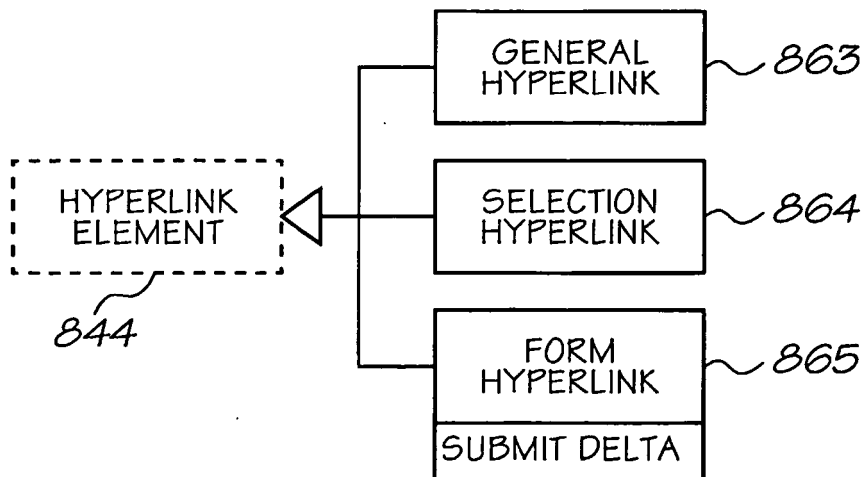 GENERAL
HYPERLINK
863
HYPERLINK
ELEMENT
844
SELECTION
HYPERLINK
864
FORM
HYPERLINK
865
SUBMIT DELTA